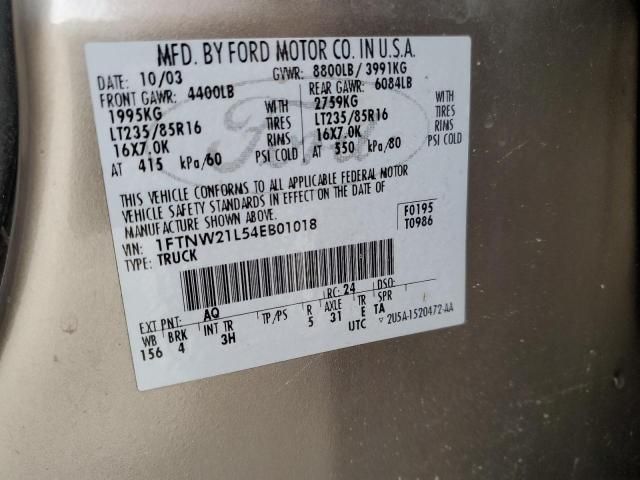 MFD. BY FORD MOTOR CO. IN U.S.A.
DATE: 10/03 GVWR: 8800LB/ 3991KG
FRONT GAWR: 4400LB REAR GAWR: 6084LB
1995KG WITH 2759KG WITH
LT235/85R16 TIRES LT235/85R16 TIRES
16X7.0K RINS 16X7.0K RINS
AT 415 kPa/60 PSI COLD AT 550 kPa/80 PSI COLD
Ford
THIS VEHICLE CONFORMS TO ALL APPLICABLE FEDERAL MOTOR
VEHICLE SAFETY STANDARDS IN EFFECT ON THE DATE OF
MANUFACTURE SHOWN ABOVE.
VIN: 1FTNW21L54EB01018 F0195
TYPE: TRUCK T0986
EXT PNT: AQ RC: 24 DSO:
WB BRK INT TR TP/PS R AXLE TR SPR
156 4 3H 5 31 E TA
UTC ▽ 2U5A-1520472-AA